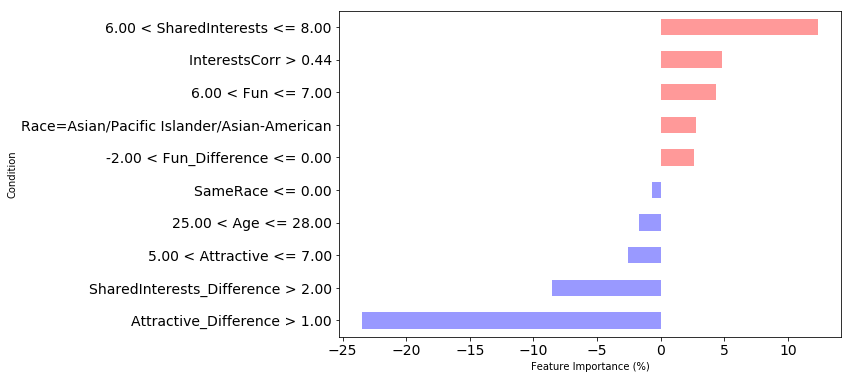 6.00 < SharedInterests <= 8.00
InterestsCorr > 0.44
6.00 < Fun <= 7.00
Race=Asian/Pacific Islander/Asian-American
-2.00 < Fun_Difference <= 0.00
SameRace <= 0.00
25.00 < Age <= 28.00
5.00 < Attractive <= 7.00
SharedInterests_Difference > 2.00
Attractive_Difference > 1.00
Condition
−25 −20 −15 −10 −5 0 5 10
Feature Importance (%)